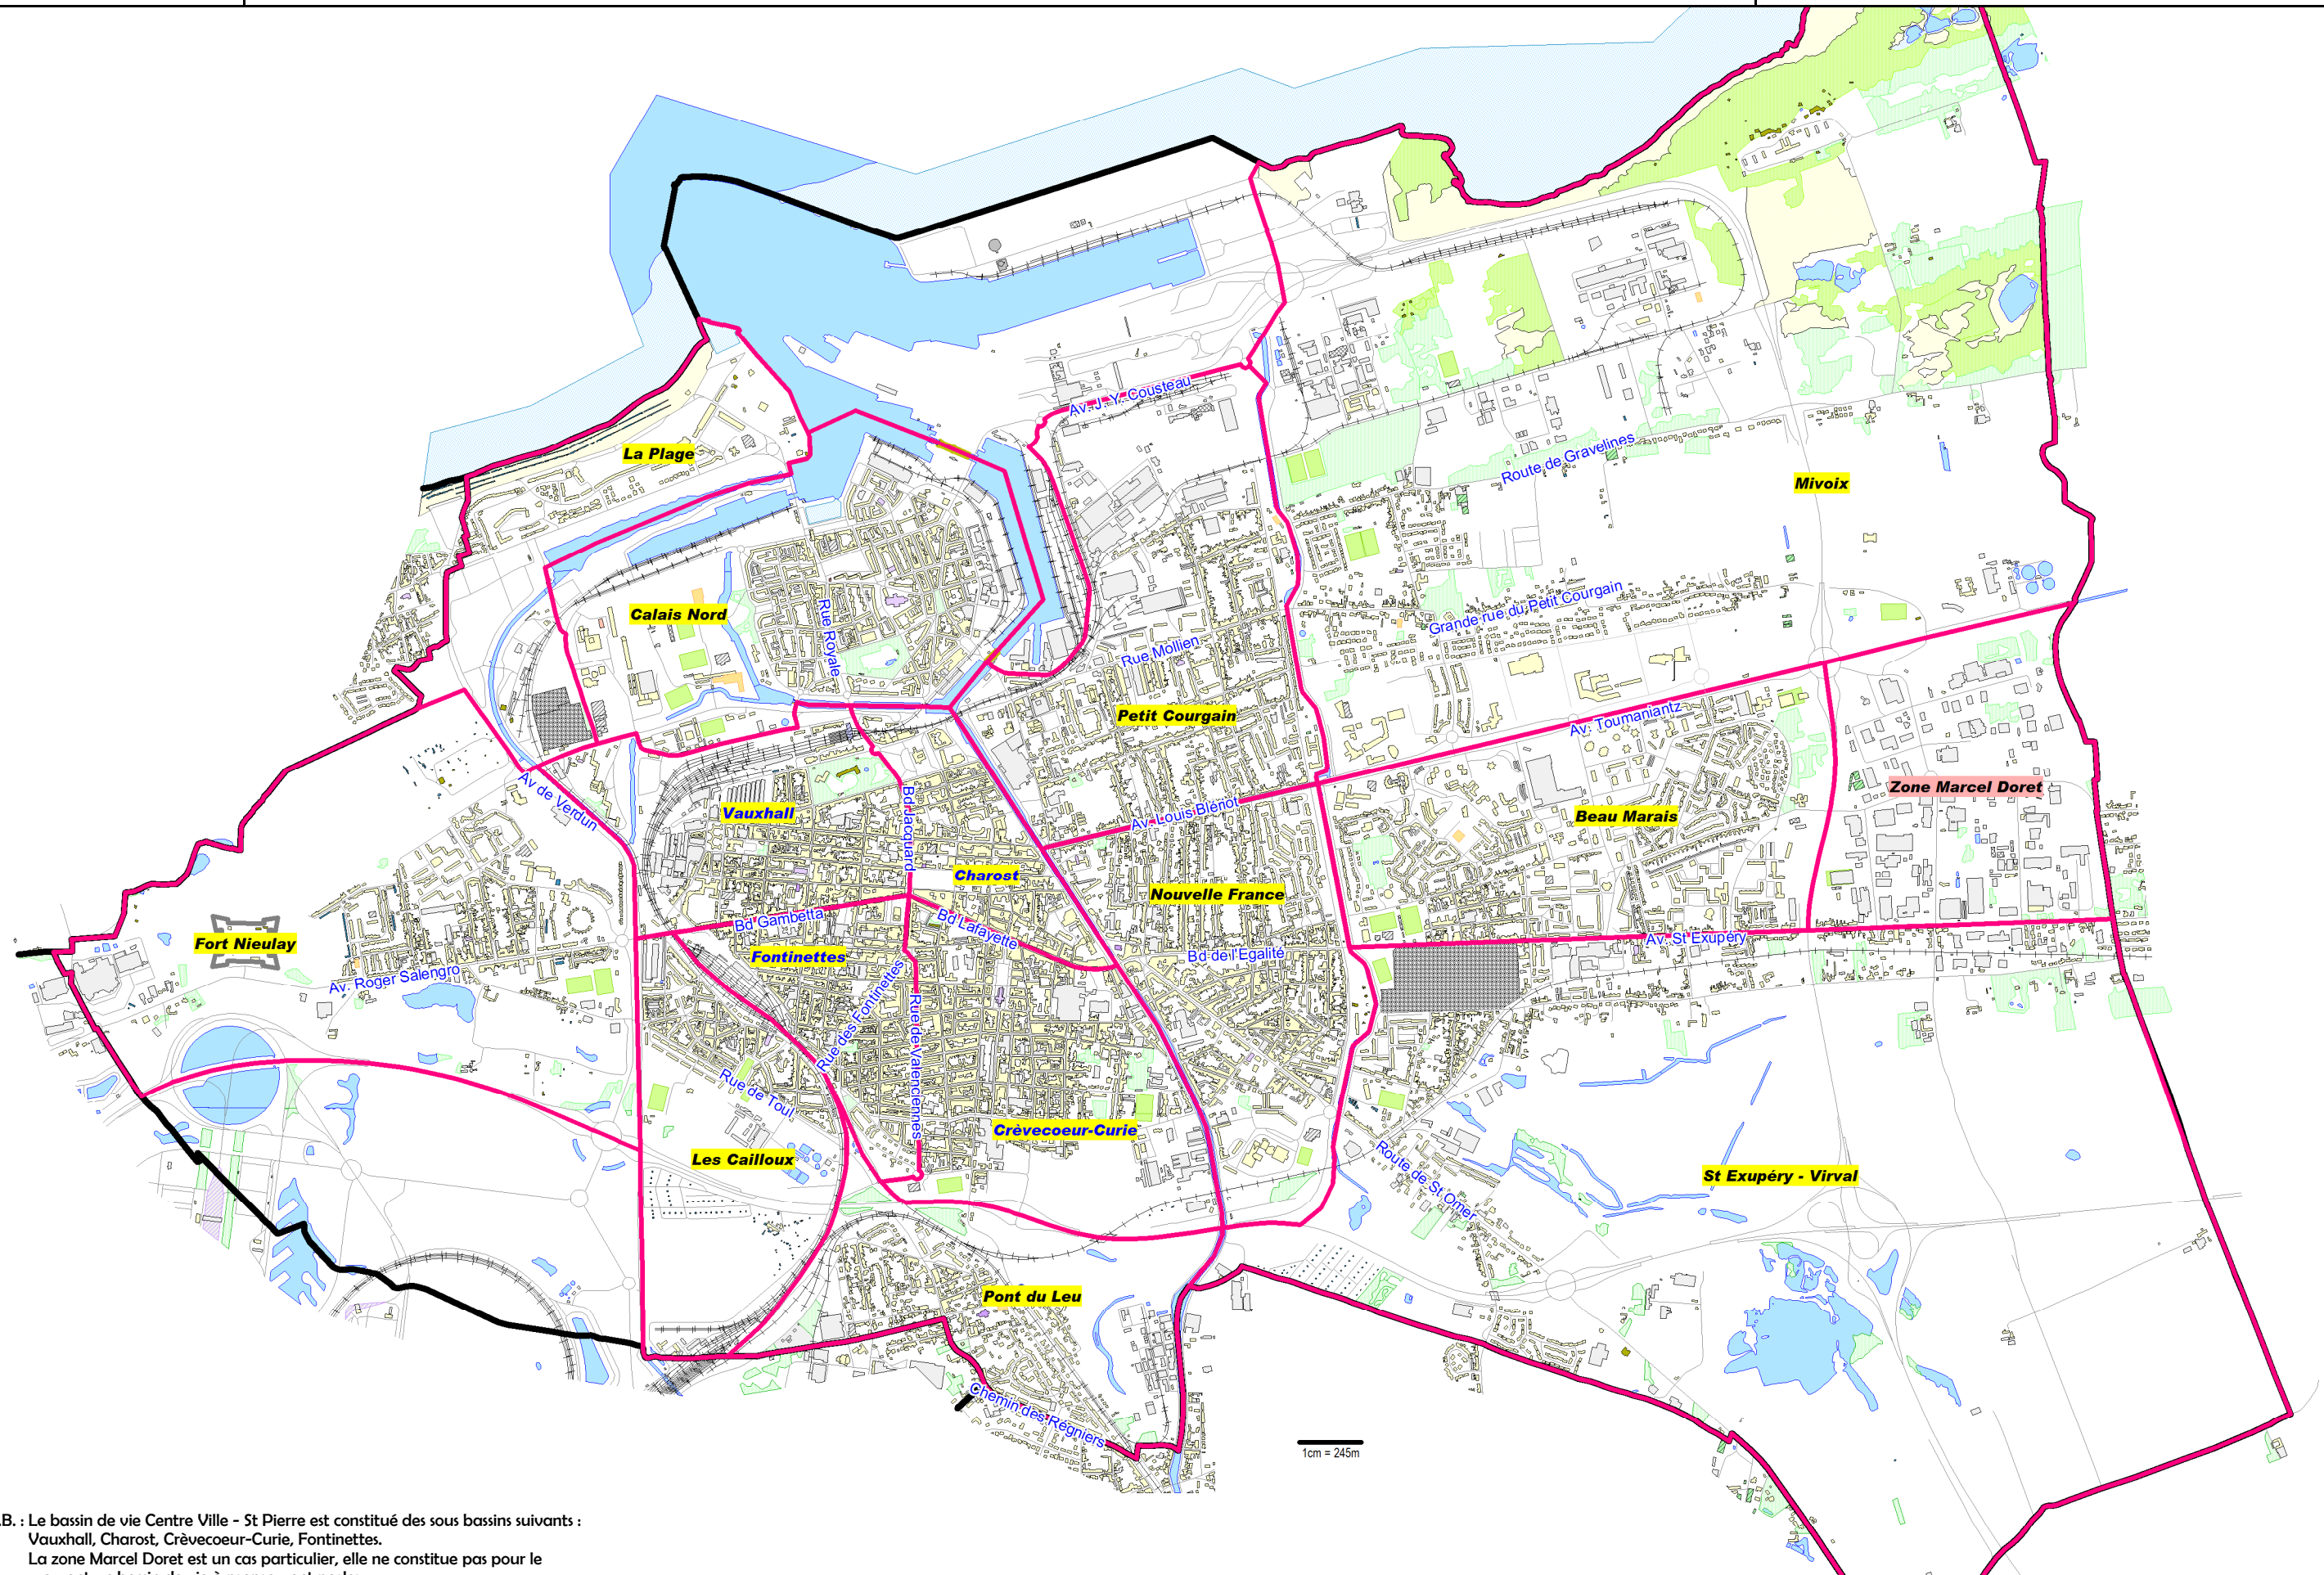 La Plage
Av. J. Y. Cousteau
Route de Gravelines
Mivoix
Calais Nord
Rue Royale
Grande rue du Petit Courgain
Rue Mollien
Petit Courgain
Av. Toumaniantz
Av de Verdun
Vauxhall
Bd Jacquard
Av. Louis Blériot
Beau Marais
Zone Marcel Doret
Charost
Nouvelle France
Bd Gambetta
Bd Lafayette
Fort Nieulay
Av. Roger Salengro
Fontinettes
Bd de l'Egalité
Av. St Exupéry
Rue des Fontinettes
Rue de Valenciennes
Rue de Toul
Crèvecoeur-Curie
Les Cailloux
Route de St Omer
St Exupéry - Virval
Pont du Leu
Chemin des Régniers
1cm = 245m
.B. : Le bassin de vie Centre Ville - St Pierre est constitué des sous bassins suivants :
Vauxhall, Charost, Crèvecoeur-Curie, Fontinettes.
La zone Marcel Doret est un cas particulier, elle ne constitue pas pour le